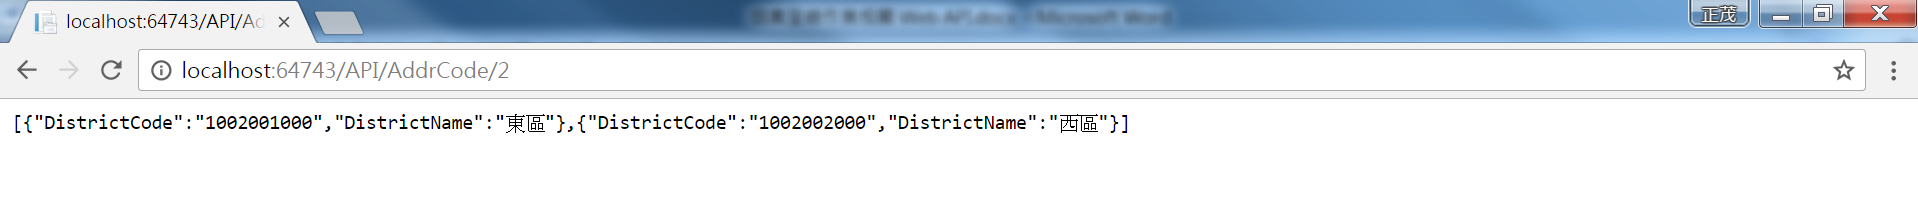 localhost:64743/API/Ad
正茂
localhost:64743/API/AddrCode/2
[{"DistrictCode":"1002001000","DistrictName":"東區"},{"DistrictCode":"1002002000","DistrictName":"西區"}]